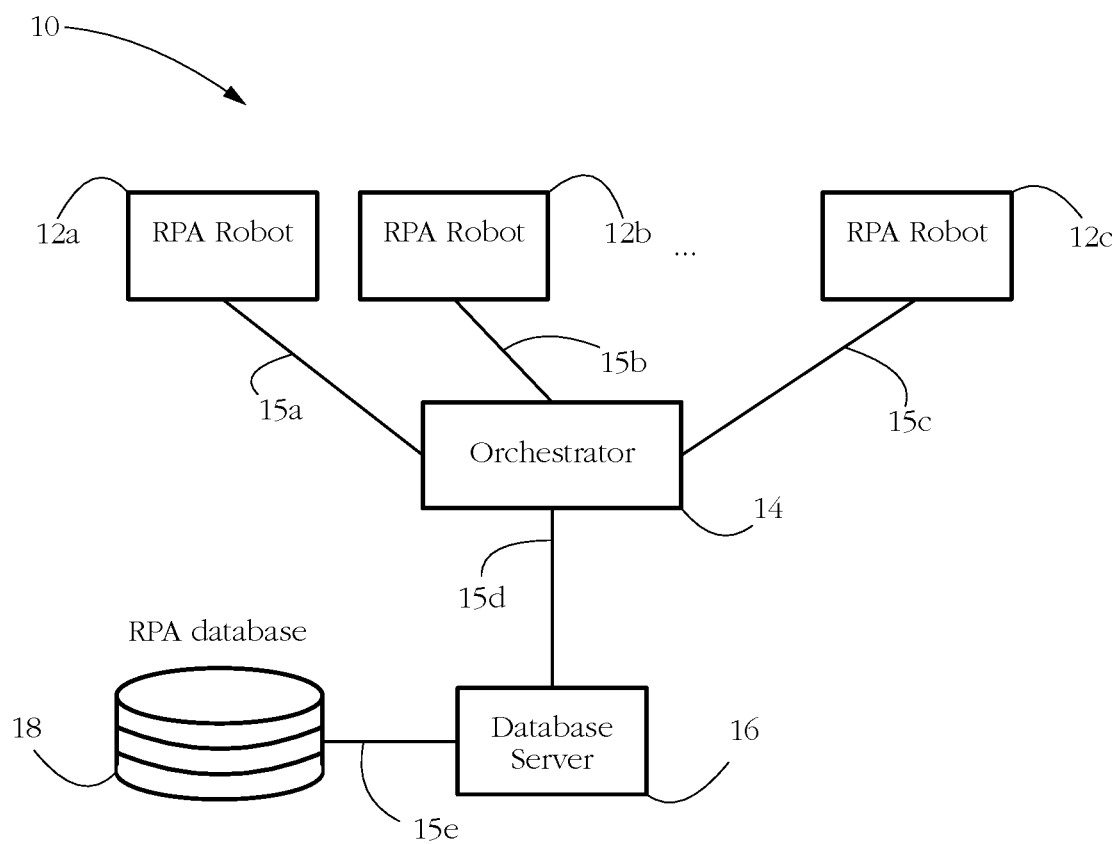 10
12a
RPA Robot
RPA Robot
12b
...
RPA Robot
12c
15a
15b
15c
Orchestrator
14
15d
RPA database
18
Database
Server
16
15e